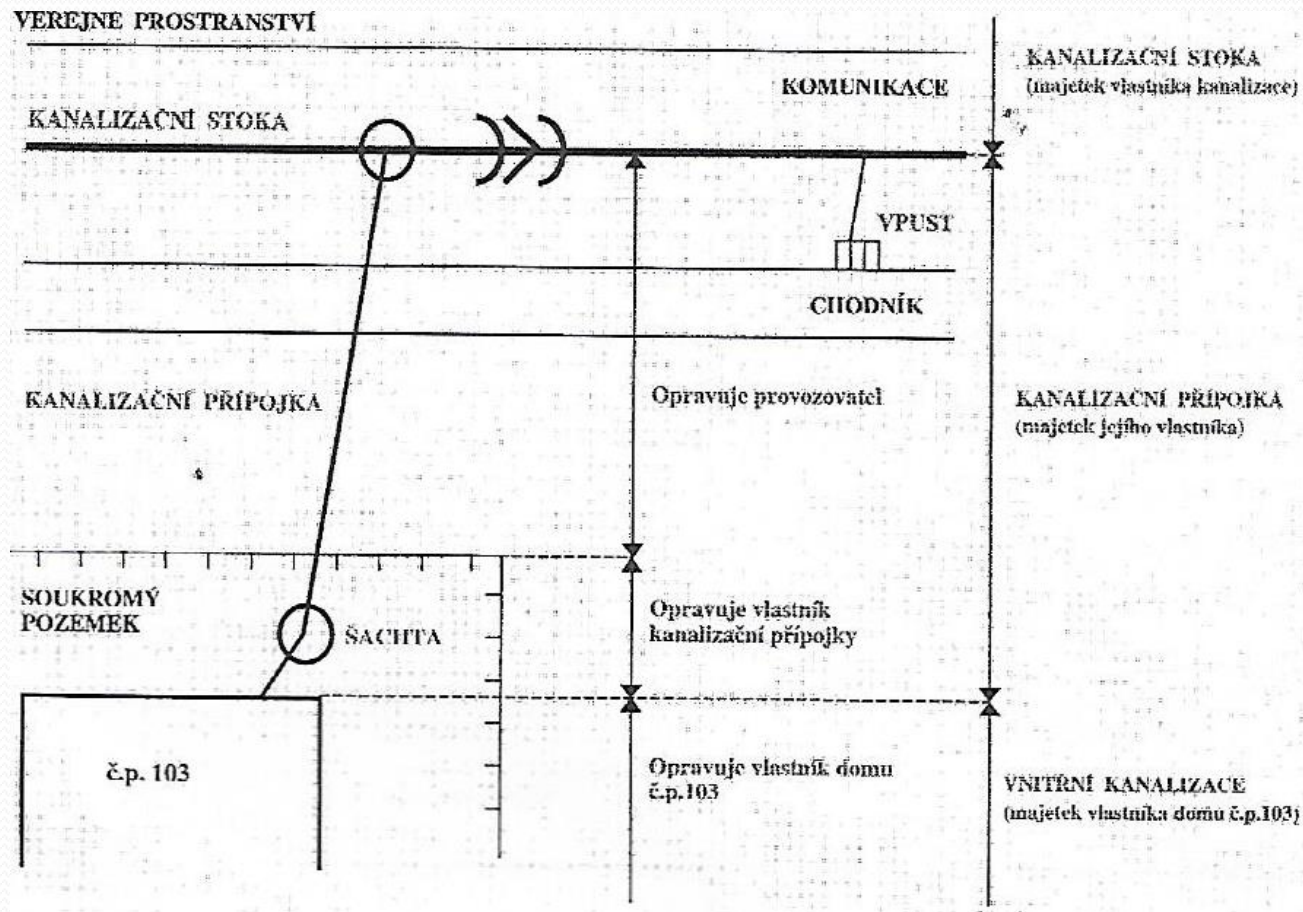 VEREJNE PROSTRANSTVÍ
KANALIZAČNÍ STOKA
(majetek vlastníka kanalizace)
KOMUNIKACE
KANALIZAČNÍ STOKA
VPUST
CHODNÍK
KANALIZAČNÍ PŘÍPOJKA
Opravuje provozovatel
KANALIZAČNÍ PŘÍPOJKA
(majetek jejího vlastníka)
SOUKROMÝ
POZEMEK
ŠACHTA
Opravuje vlastník
kanalizační přípojky
č.p. 103
Opravuje vlastník domu
č.p.103
VNITŘNÍ KANALIZACE
(majetek vlastníka domu č.p.103)